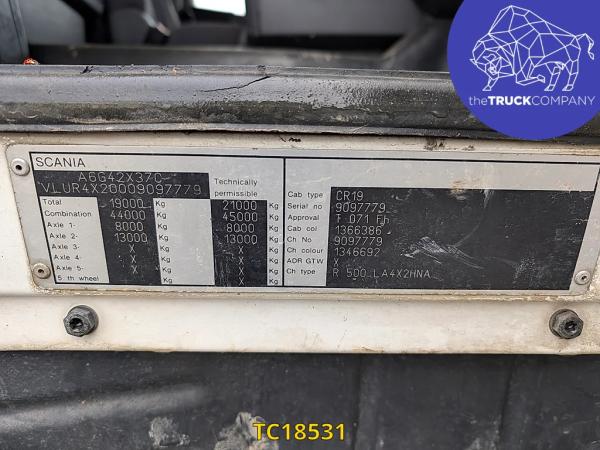 theTRUCKCOMPANY
SCANIA
A6G42X370-
VLUR4X20009097779
Technically
permissible
Total 19000 Kg 21000 Kg
Combination 44000 Kg 45000 Kg
Axle 1- 8000 Kg 8000 Kg
Axle 2- 13000 Kg 13000 Kg
Axle 3- X Kg X Kg
Axle 4- X Kg X Kg
Axle 5- X Kg X Kg
5. th wheel X Kg X Kg
Cab type CR19
Serial no 9097779
Approval T 071 Fh
Cab col 1366386
Ch No 9097779
Ch colour 1346692
ADR GTW
Ch type R 500 LA4X2HNA
TC18531